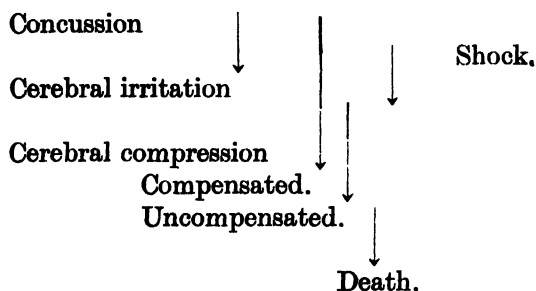 Concussion
Shock.
Cerebral irritation
Cerebral compression
Compensated.
Uncompensated.
Death.